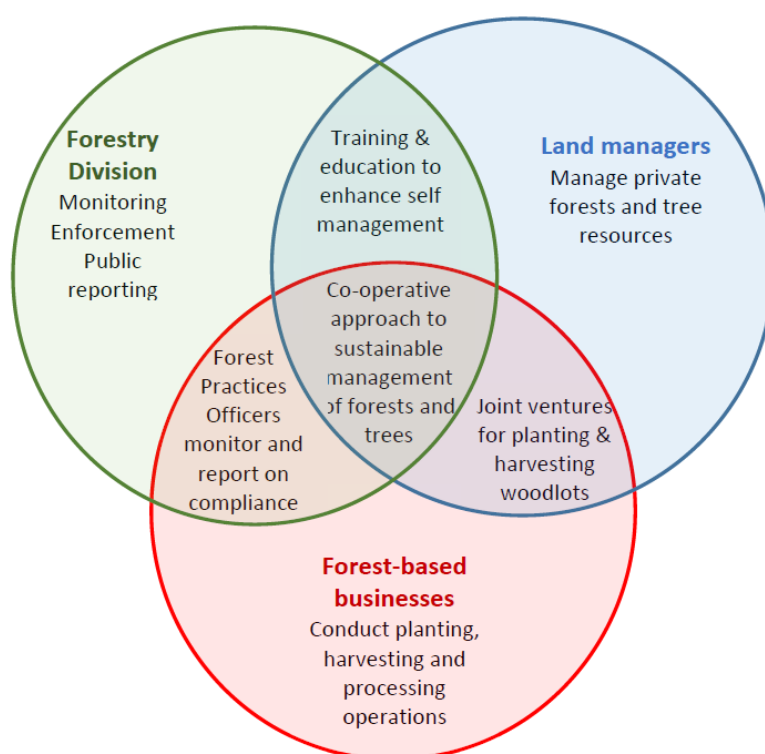 Forestry
Division
Monitoring
Enforcement
Public
reporting
Training &
education to
enhance self
management
Land managers
Manage private
forests and tree
resources
Co-operative
approach to
sustainable
management
of forests and
trees
Forest
Practices
Officers
monitor and
report on
compliance
Joint ventures
for planting &
harvesting
woodlots
Forest-based
businesses
Conduct planting,
harvesting and
processing
operations